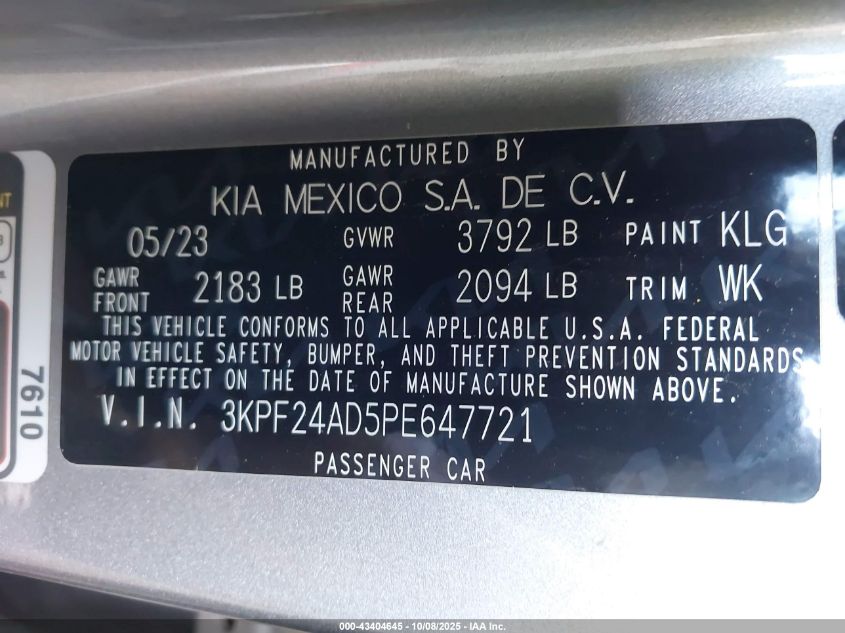 MANUFACTURED BY
KIA MEXICO S.A. DE C.V.
05/23 GVWR 3792 LB PAINT KLG
GAWR FRONT 2183 LB GAWR REAR 2094 LB TRIM WK
THIS VEHICLE CONFORMS TO ALL APPLICABLE U.S.A. FEDERAL
MOTOR VEHICLE SAFETY, BUMPER, AND THEFT PREVENTION STANDARDS
IN EFFECT ON THE DATE OF MANUFACTURE SHOWN ABOVE.
V.I.N. 3KPF24AD5PE647721
PASSENGER CAR
7610
000-43404645 - 10/08/2025 - IAA Inc.